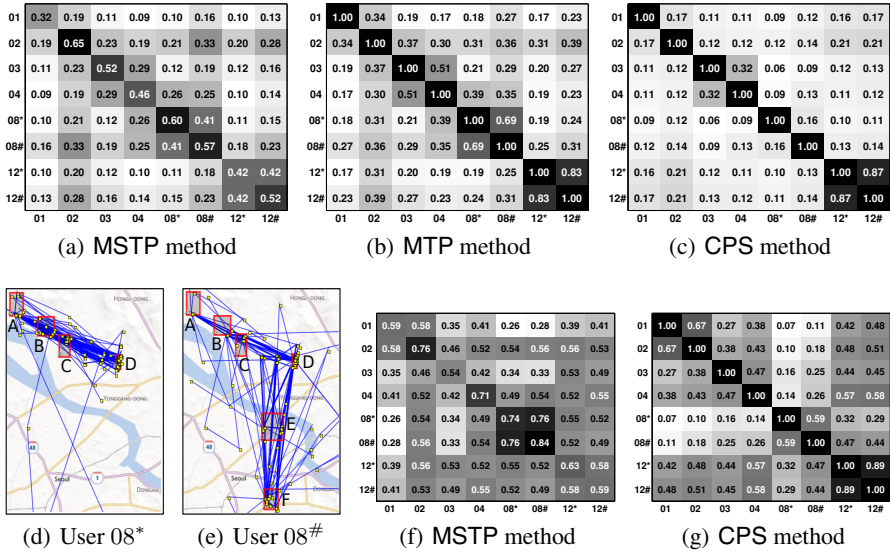 01 0.32 0.19 0.11 0.09 0.10 0.16 0.10 0.13
02 0.19 0.65 0.23 0.19 0.21 0.33 0.20 0.28
03 0.11 0.23 0.52 0.29 0.12 0.19 0.12 0.16
04 0.09 0.19 0.29 0.46 0.26 0.25 0.10 0.14
08* 0.10 0.21 0.12 0.26 0.60 0.41 0.11 0.15
08# 0.16 0.33 0.19 0.25 0.41 0.57 0.18 0.23
12* 0.10 0.20 0.12 0.10 0.11 0.18 0.42 0.42
12# 0.13 0.28 0.16 0.14 0.15 0.23 0.42 0.52
01 02 03 04 08* 08# 12* 12#
(a) MSTP method
01 1.00 0.34 0.19 0.17 0.18 0.27 0.17 0.23
02 0.34 1.00 0.37 0.30 0.31 0.36 0.31 0.39
03 0.19 0.37 1.00 0.51 0.21 0.29 0.20 0.27
04 0.17 0.30 0.51 1.00 0.39 0.35 0.19 0.23
08* 0.18 0.31 0.21 0.39 1.00 0.69 0.19 0.24
08# 0.27 0.36 0.29 0.35 0.69 1.00 0.25 0.31
12* 0.17 0.31 0.20 0.19 0.19 0.25 1.00 0.83
12# 0.23 0.39 0.27 0.23 0.24 0.31 0.83 1.00
01 02 03 04 08* 08# 12* 12#
(b) MTP method
01 1.00 0.17 0.11 0.11 0.09 0.12 0.16 0.17
02 0.17 1.00 0.12 0.12 0.12 0.14 0.21 0.21
03 0.11 0.12 1.00 0.32 0.06 0.09 0.12 0.13
04 0.11 0.12 0.32 1.00 0.09 0.13 0.12 0.12
08* 0.09 0.12 0.06 0.09 1.00 0.16 0.10 0.11
08# 0.12 0.14 0.09 0.13 0.16 1.00 0.13 0.14
12* 0.16 0.21 0.12 0.12 0.10 0.13 1.00 0.87
12# 0.17 0.21 0.13 0.12 0.11 0.14 0.87 1.00
01 02 03 04 08* 08# 12* 12#
(c) CPS method
A
B
C
D
48
1
Seoul
(d) User 08*
A
B
C
D
E
F
48
Seoul
(e) User 08#
01 0.59 0.58 0.35 0.41 0.26 0.28 0.39 0.41
02 0.58 0.76 0.46 0.52 0.54 0.56 0.56 0.53
03 0.35 0.46 0.54 0.42 0.34 0.33 0.53 0.49
04 0.41 0.52 0.42 0.71 0.49 0.54 0.52 0.55
08* 0.26 0.54 0.34 0.49 0.74 0.76 0.55 0.52
08# 0.28 0.56 0.33 0.54 0.76 0.84 0.52 0.49
12* 0.39 0.56 0.53 0.52 0.55 0.52 0.63 0.58
12# 0.41 0.53 0.49 0.55 0.52 0.49 0.58 0.59
01 02 03 04 08* 08# 12* 12#
(f) MSTP method
01 1.00 0.67 0.27 0.38 0.07 0.11 0.42 0.48
02 0.67 1.00 0.38 0.43 0.10 0.18 0.48 0.51
03 0.27 0.38 1.00 0.47 0.16 0.25 0.44 0.45
04 0.38 0.43 0.47 1.00 0.14 0.26 0.57 0.58
08* 0.07 0.10 0.16 0.14 1.00 0.59 0.32 0.29
08# 0.11 0.18 0.25 0.26 0.59 1.00 0.47 0.44
12* 0.42 0.48 0.44 0.57 0.32 0.47 1.00 0.89
12# 0.48 0.51 0.45 0.58 0.29 0.44 0.89 1.00
01 02 03 04 08* 08# 12* 12#
(g) CPS method